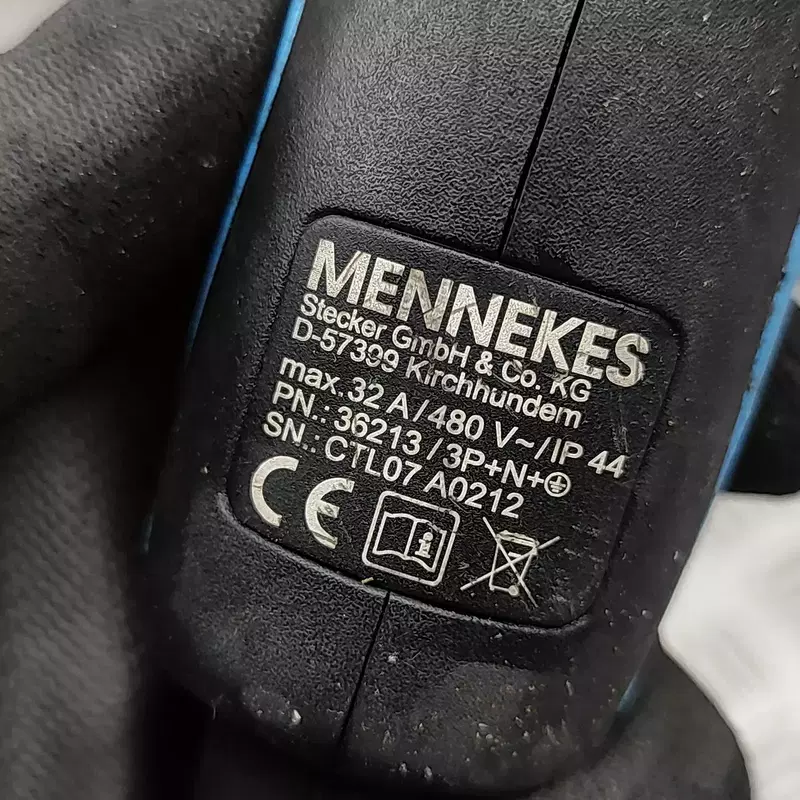 MENNEKES
Stecker GmbH & Co. KG
D-57399 Kirchhundem
max.32 A/480 V~/IP 44
PN.: 36213/3P+N+⏚
SN.: CTL07 A0212
CE
i